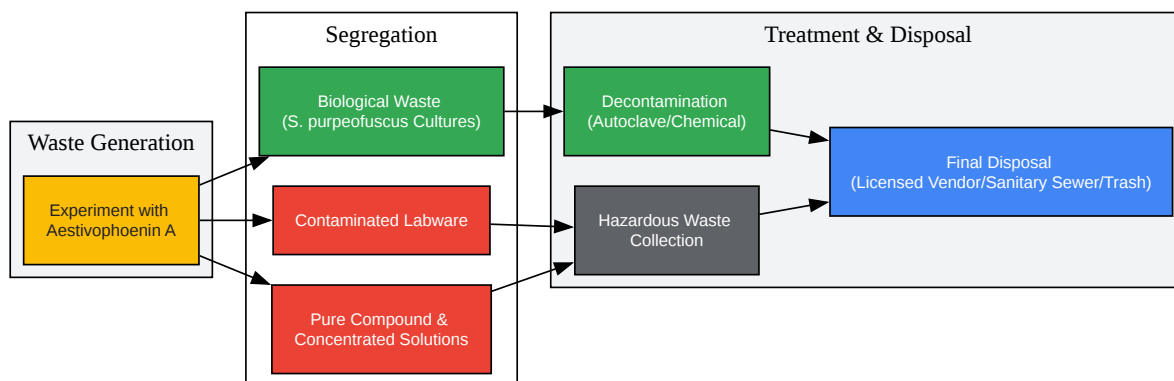 Waste Generation
Experiment with
Aestivophoenin A
Segregation
Biological Waste
(S. purpeofuscus Cultures)
Contaminated Labware
Pure Compound &
Concentrated Solutions
Treatment & Disposal
Decontamination
(Autoclave/Chemical)
Hazardous Waste
Collection
Final Disposal
(Licensed Vendor/Sanitary Sewer/Trash)